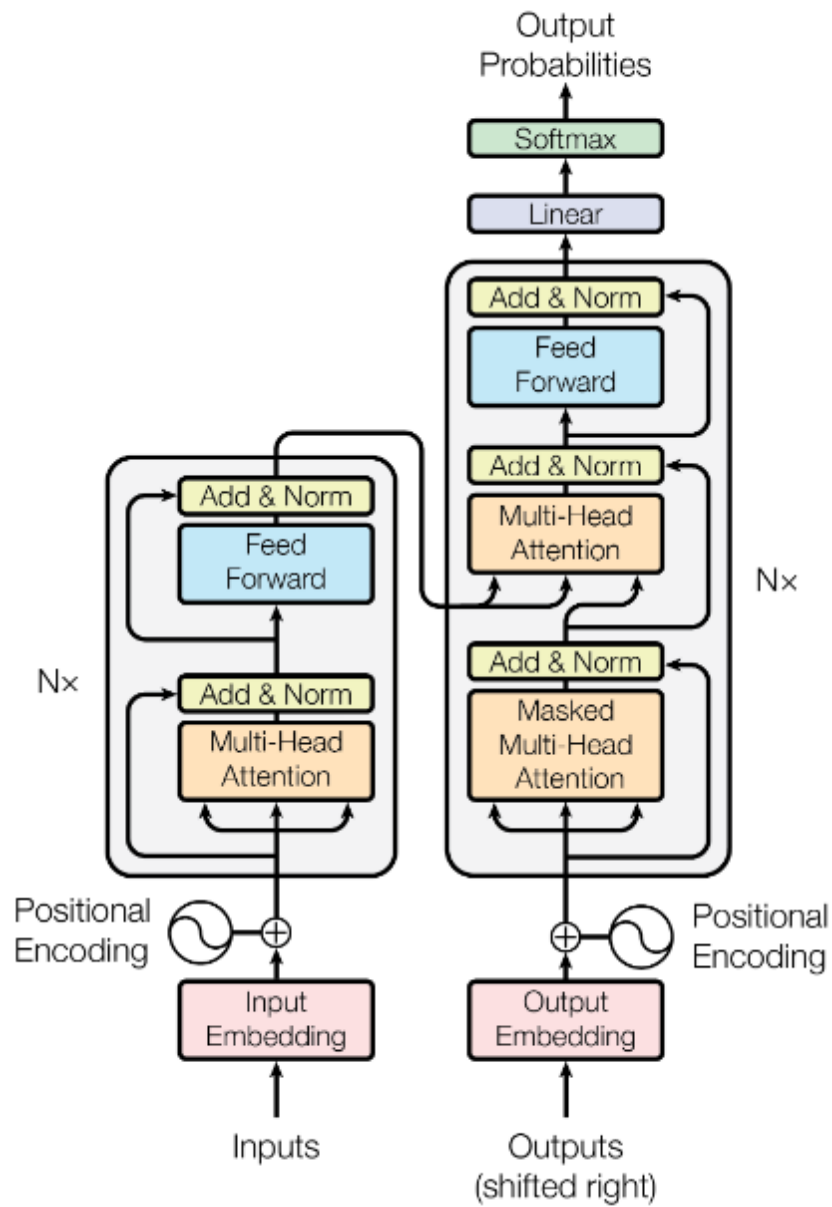 Output
Probabilities
Softmax
Linear
Add & Norm
Feed
Forward
Add & Norm
Multi-Head
Attention
Add & Norm
Masked
Multi-Head
Attention
N×
Add & Norm
Feed
Forward
Add & Norm
Multi-Head
Attention
N×
Positional
Encoding
Positional
Encoding
Input
Embedding
Output
Embedding
Inputs
Outputs
(shifted right)